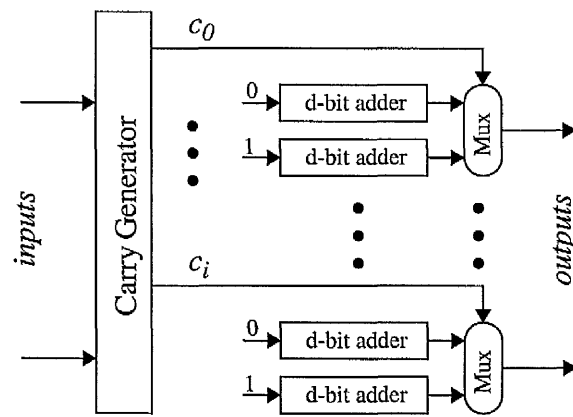 c0
0
d-bit adder
1
d-bit adder
Mux
inputs
Carry Generator
outputs
ci
0
d-bit adder
1
d-bit adder
Mux